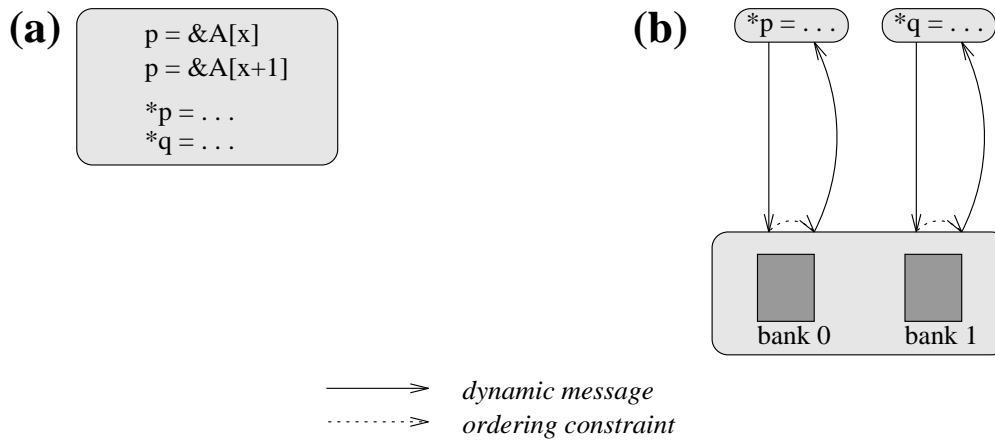 (a)
p = &A[x]
p = &A[x+1]
*p = . . .
*q = . . .
(b)
*p = . . .
*q = . . .
bank 0
bank 1
dynamic message
ordering constraint